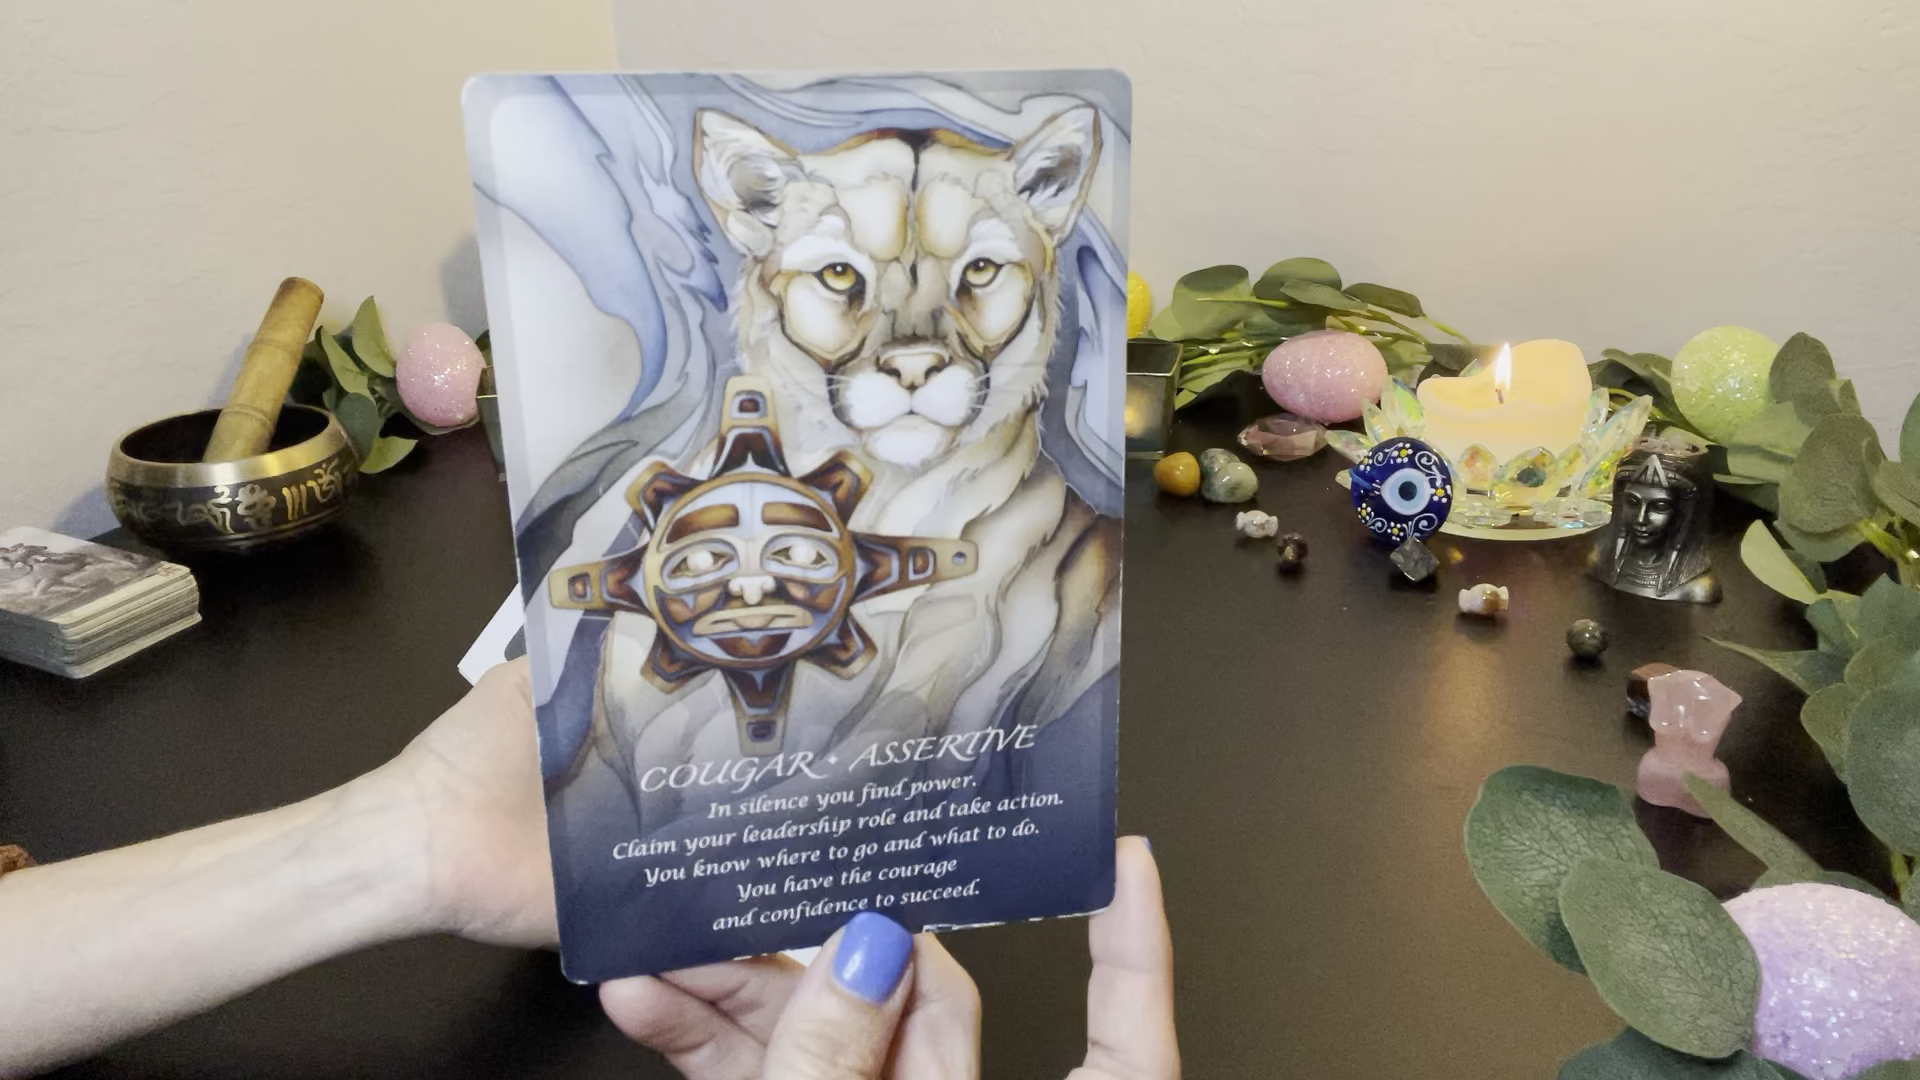 COUGAR • ASSERTIVE
In silence you find power.
Claim your leadership role and take action.
You know where to go and what to do.
You have the courage
and confidence to succeed.